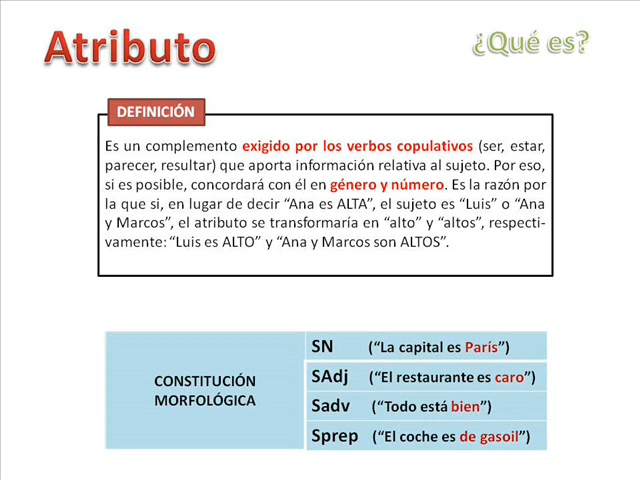 Atributo
¿Qué es?
DEFINICIÓN
Es un complemento exigido por los verbos copulativos (ser, estar,
parecer, resultar) que aporta información relativa al sujeto. Por eso,
si es posible, concordará con él en género y número. Es la razón por
la que si, en lugar de decir “Ana es ALTA”, el sujeto es “Luis” o “Ana
y Marcos”, el atributo se transformaría en “alto” y “altos”, respecti-
vamente: “Luis es ALTO” y “Ana y Marcos son ALTOS”.
CONSTITUCIÓN
MORFOLÓGICA
SN (“La capital es París”)
SAdj (“El restaurante es caro”)
Sadv (“Todo está bien”)
Sprep (“El coche es de gasoil”)